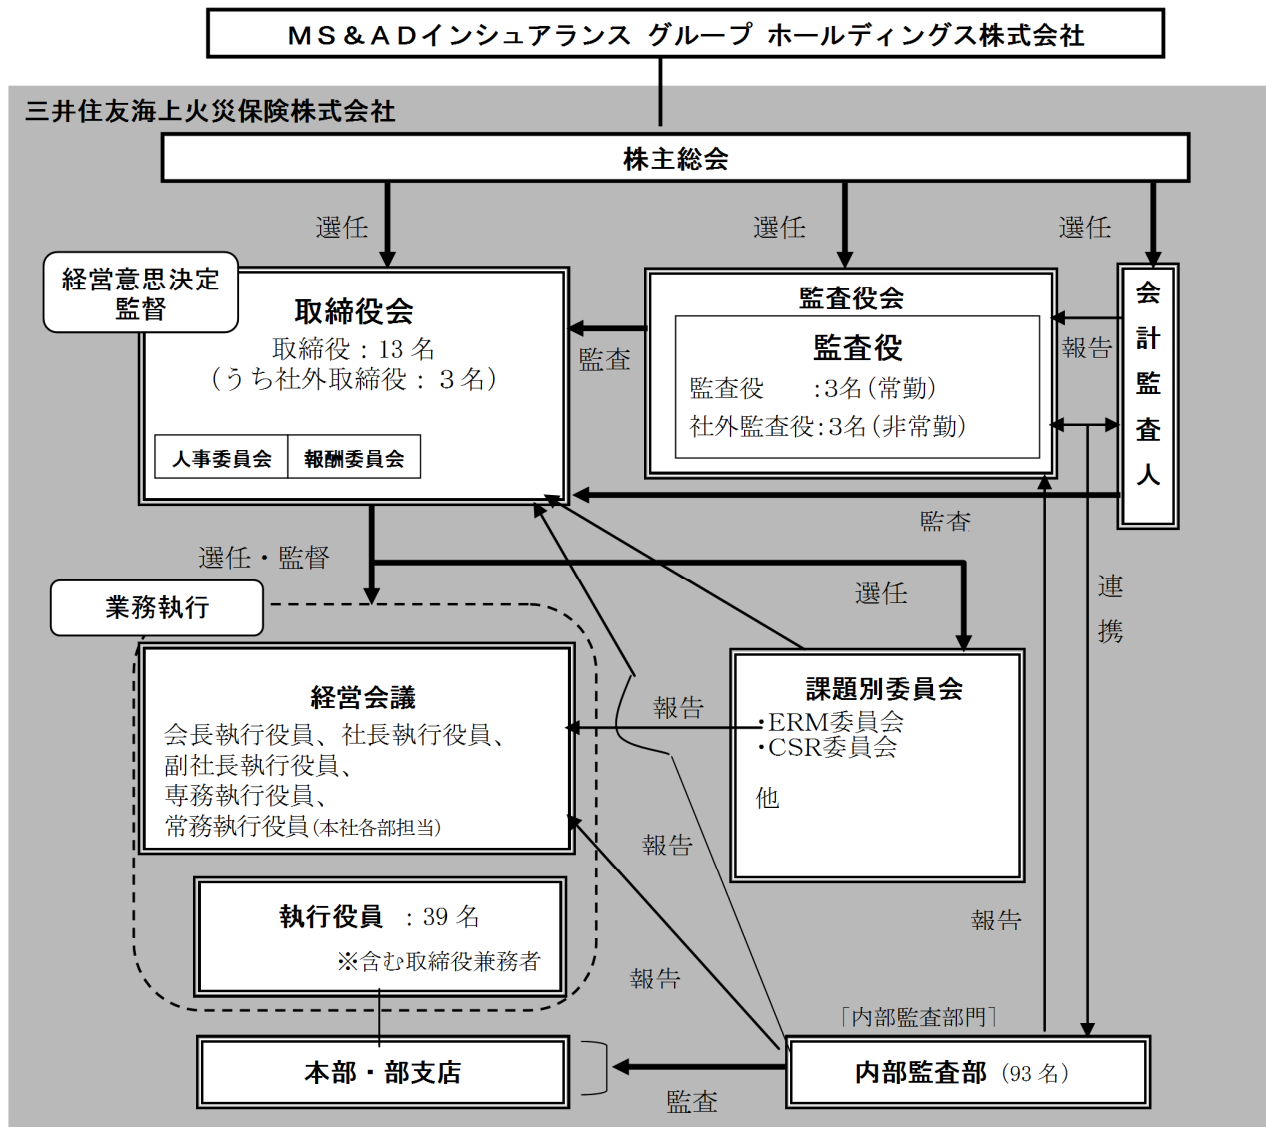 MS&ADインシュアランス グループ ホールディングス株式会社
三井住友海上火災保険株式会社
株主総会
選任
選任
選任
経営意思決定
監督
取締役会
取締役：13名
（うち社外取締役：３名）
人事委員会
報酬委員会
監査
監査役会
監査役
監査役 :3名(常勤)
社外監査役:3名(非常勤)
報告
会計監査人
監査
選任・監督
選任
連携
業務執行
経営会議
会長執行役員、社長執行役員、
副社長執行役員、
専務執行役員、
常務執行役員(本社各部担当)
報告
課題別委員会
・ERM委員会
・CSR委員会
他
報告
報告
報告
執行役員 ：39名
※含む取締役兼務者
本部・部支店
監査
「内部監査部門」
内部監査部（93名）